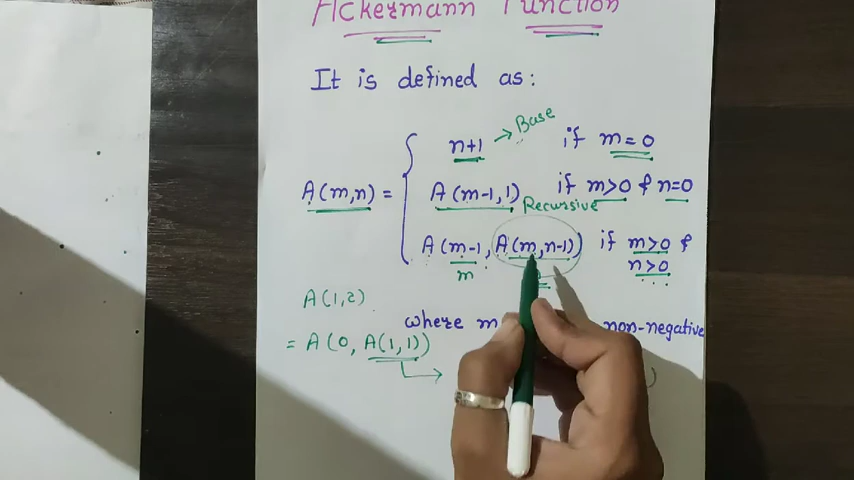 Ackermann Function
It is defined as:
n+1 → Base if m=0
A(m,n) = A(m-1,1) if m>0 & n=0
Recursive
A(m-1, A(m,n-1)) if m>0 &
n>0
m
A(1,2)
where m non-negative
= A(0, A(1,1))